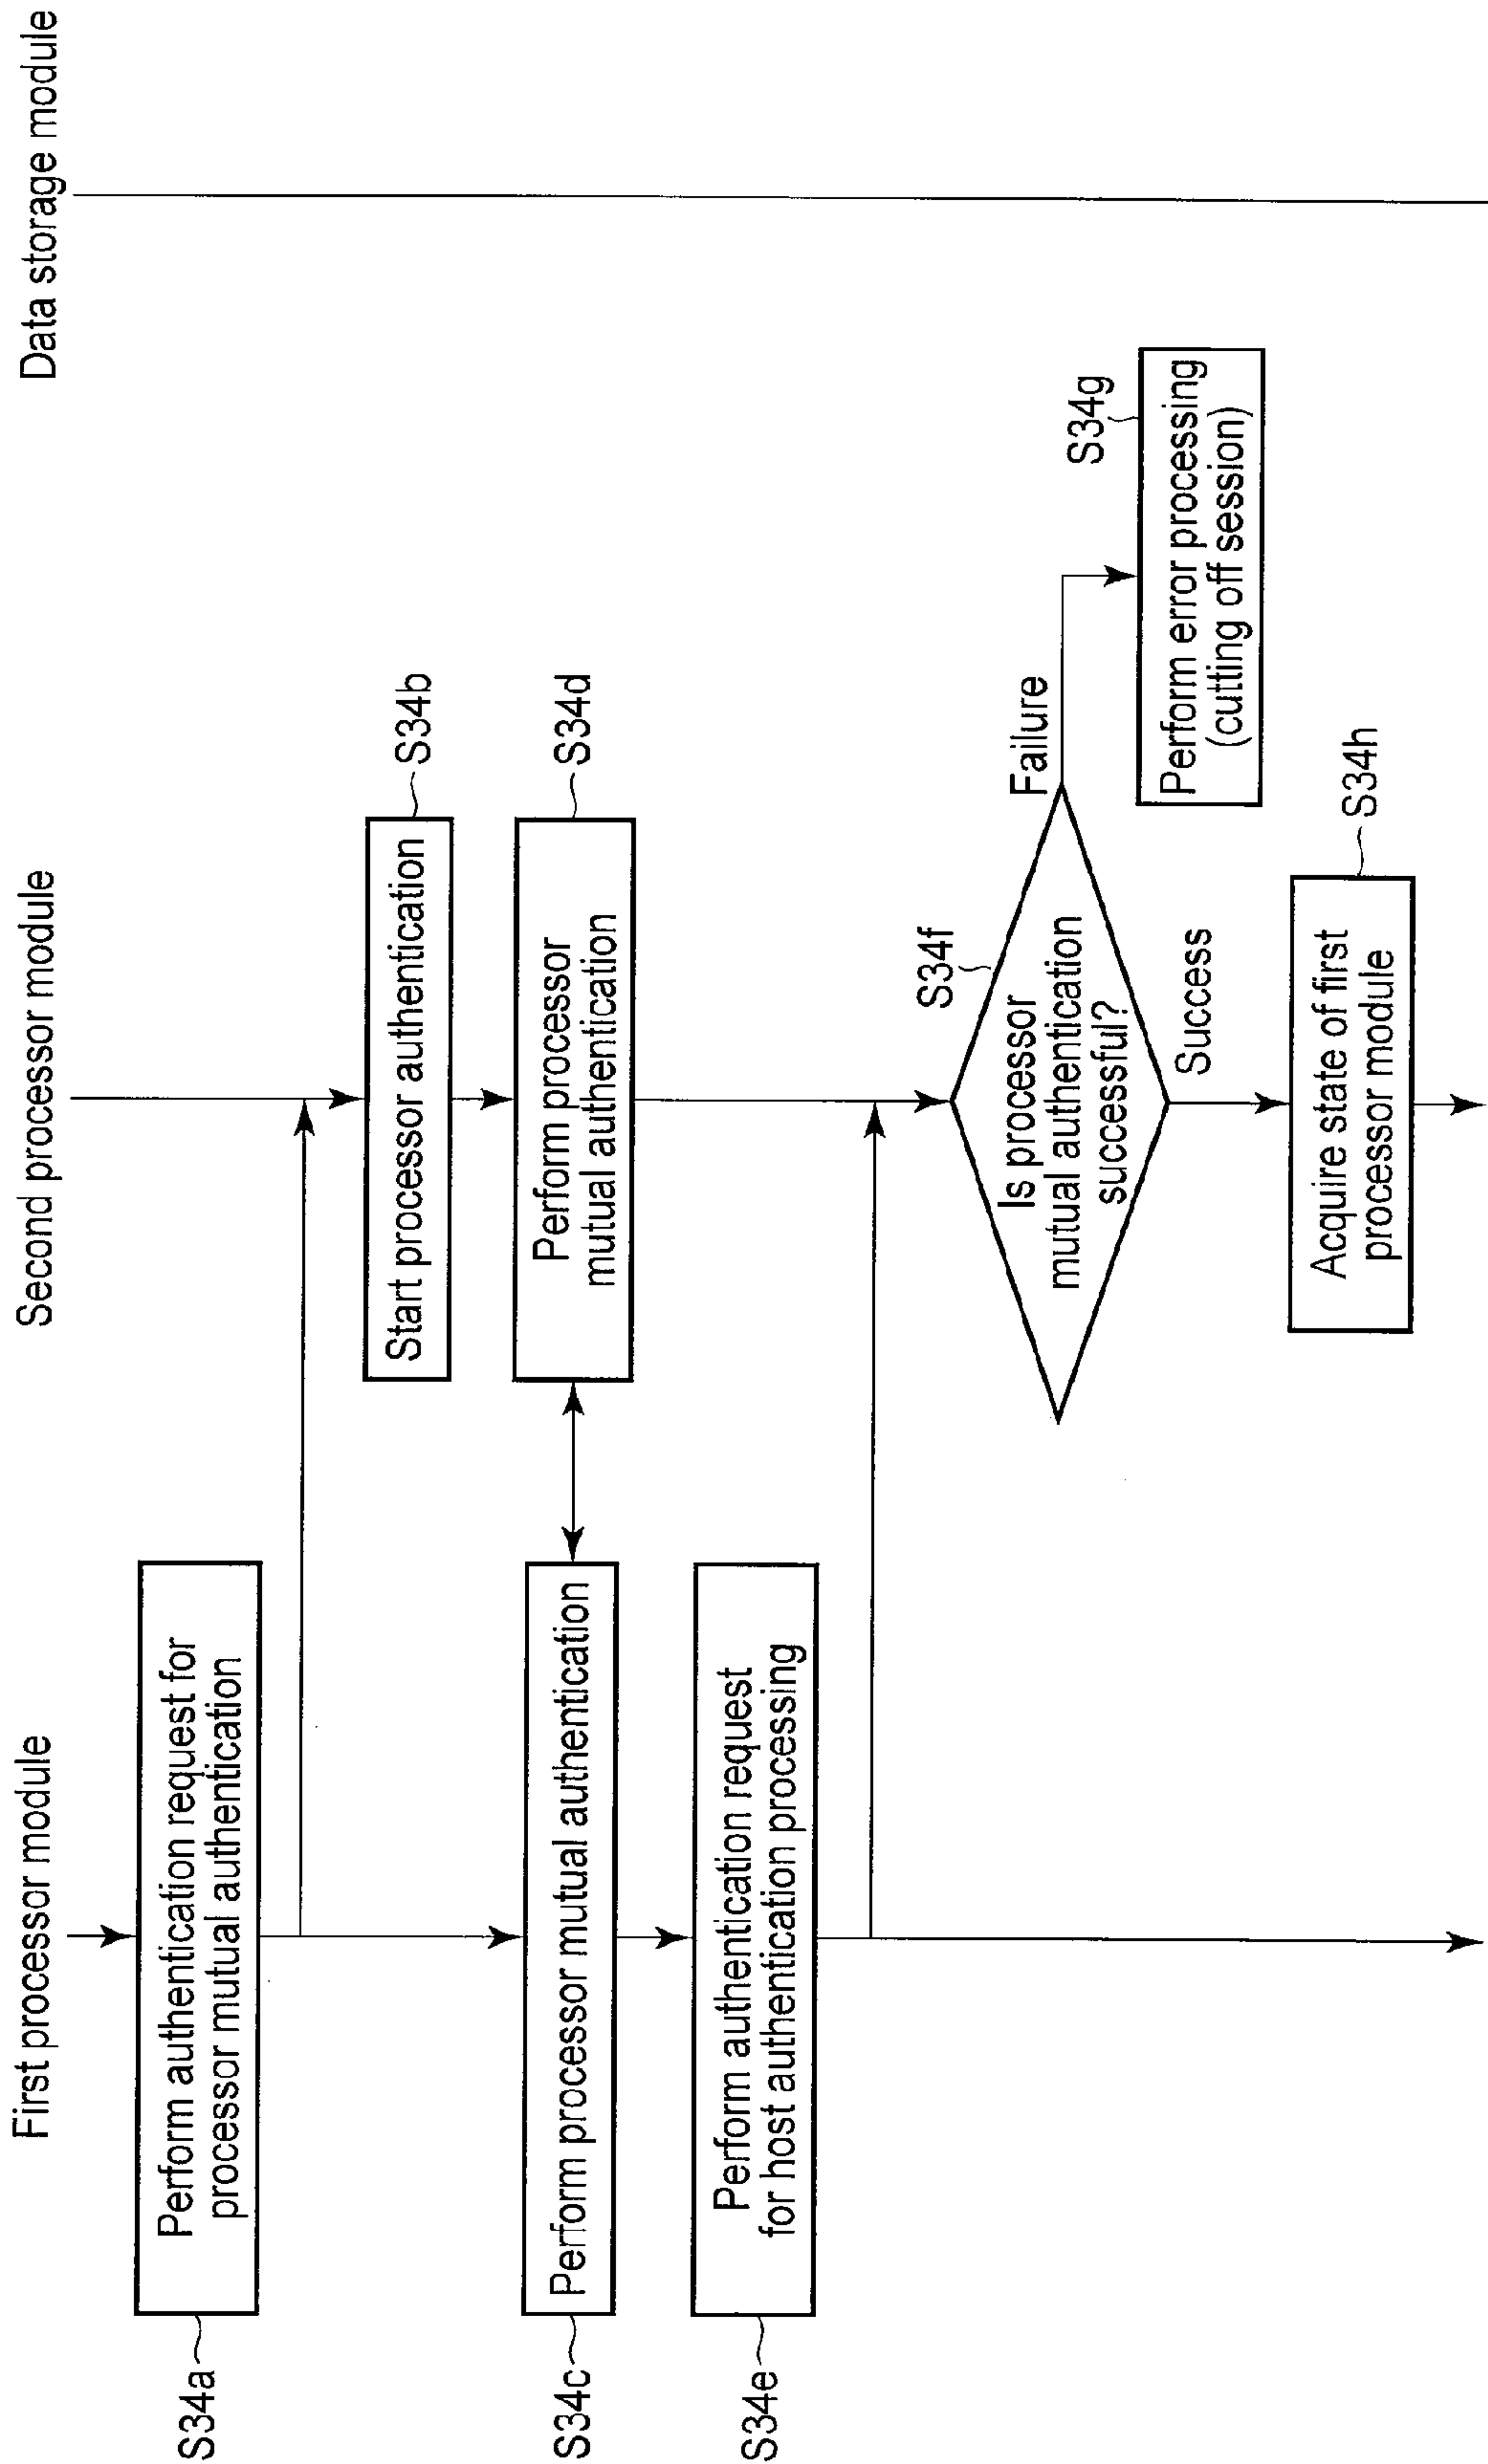 First processor module
Second processor module
Data storage module
S34a
Perform authentication request for
processor mutual authentication
Start processor authentication
S34b
S34c
Perform processor mutual authentication
Perform processor
mutual authentication
S34d
S34e
Perform authentication request
for host authentication processing
S34f
Is processor
mutual authentication
successful?
Failure
S34g
Perform error processing
(cutting off session)
Success
Acquire state of first
processor module
S34h